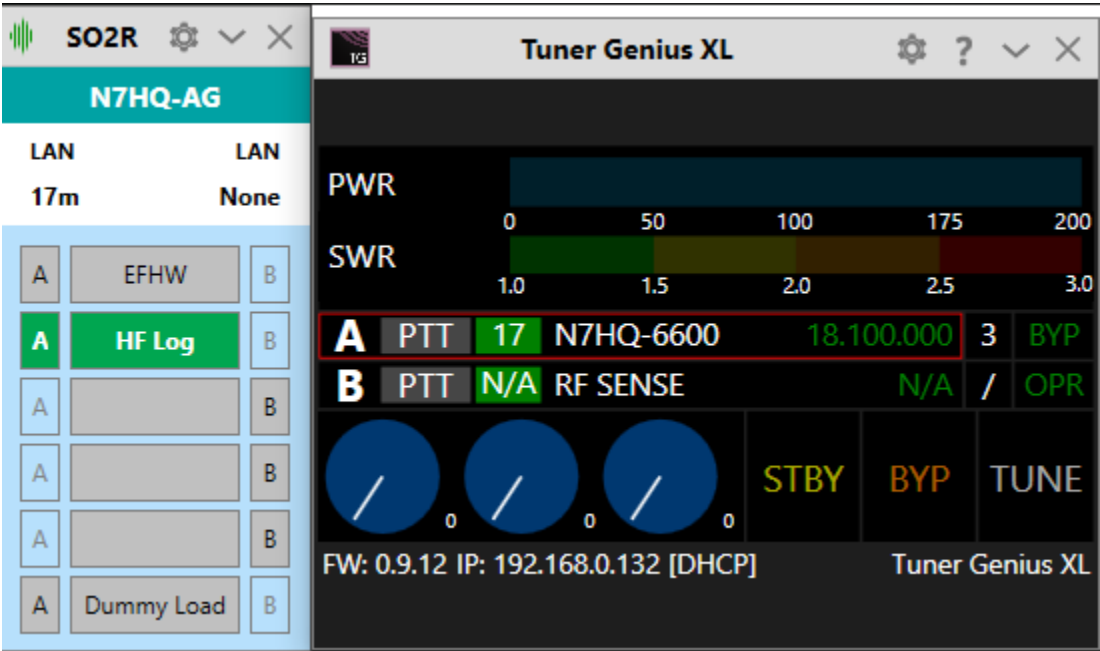 SO2R
N7HQ-AG
LAN LAN
17m None
A EFHW B
A HF Log B
A B
A B
A B
A Dummy Load B
TG Tuner Genius XL ?
PWR
0 50 100 175 200
SWR
1.0 1.5 2.0 2.5 3.0
A PTT 17 N7HQ-6600 18.100.000 3 BYP
B PTT N/A RF SENSE N/A / OPR
0 0 0 STBY BYP TUNE
FW: 0.9.12 IP: 192.168.0.132 [DHCP] Tuner Genius XL